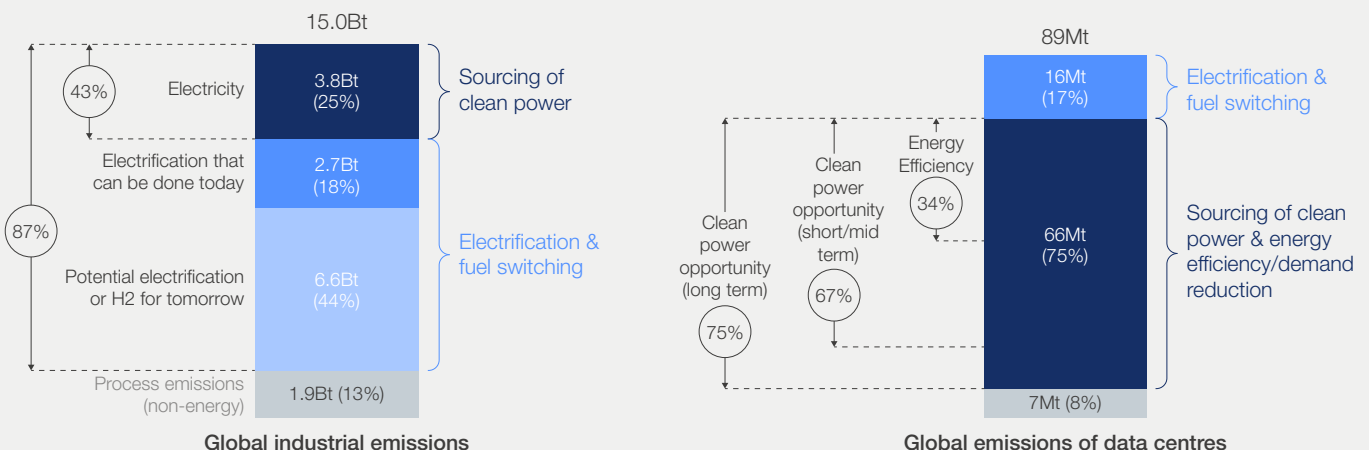 15.0Bt
43%
87%
Electricity
3.8Bt
(25%)
Sourcing of
clean power
Electrification that
can be done today
2.7Bt
(18%)
Potential electrification
or H2 for tomorrow
6.6Bt
(44%)
Electrification &
fuel switching
Process emissions
(non-energy)
1.9Bt (13%)
Global industrial emissions
89Mt
16Mt
(17%)
Electrification &
fuel switching
Clean
power
opportunity
(long term)
75%
Clean
power
opportunity
(short/mid
term)
67%
Energy
Efficiency
34%
66Mt
(75%)
Sourcing of clean
power & energy
efficiency/demand
reduction
7Mt (8%)
Global emissions of data centres